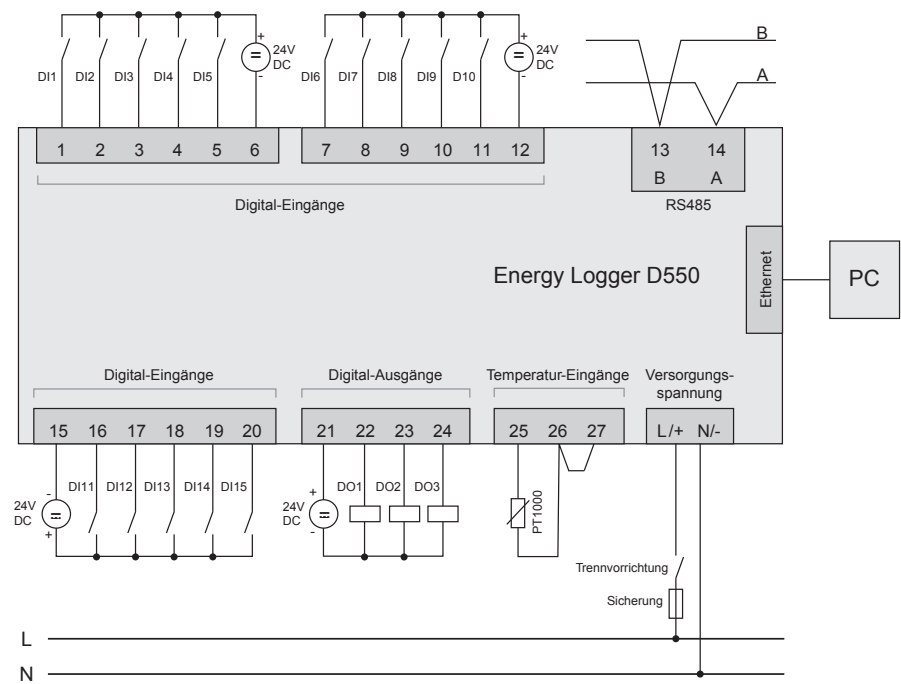 + +
B
24V 24V
DI1 DI2 DI3 DI4 DI5 = DC DI6 DI7 DI8 DI9 D10 = DC
A
- -
1 2 3 4 5 6 7 8 9 10 11 12 13 14
B A
Digital-Eingänge RS485
Ethernet
Energy Logger D550 PC
Digital-Eingänge Digital-Ausgänge Temperatur-Eingänge Versorgungs-
spannung
15 16 17 18 19 20 21 22 23 24 25 26 27 L/+ N/-
- DI11 DI12 DI13 DI14 DI15 + DO1 DO2 DO3
24V 24V
DC DC
+ -
PT1000
Trennvorrichtung
Sicherung
L
N